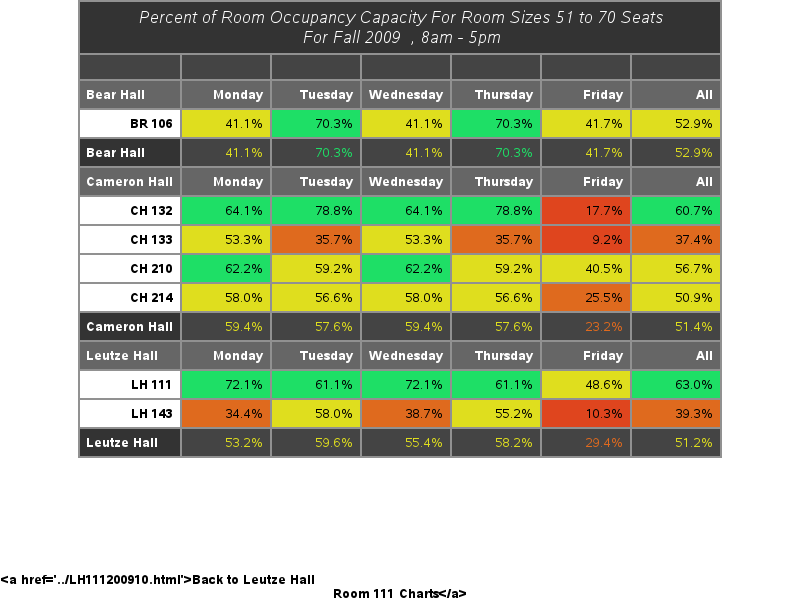 Percent of Room Occupancy Capacity For Room Sizes 51 to 70 Seats
For Fall 2009 , 8am - 5pm
Bear Hall Monday Tuesday Wednesday Thursday Friday All
BR 106 41.1% 70.3% 41.1% 70.3% 41.7% 52.9%
Bear Hall 41.1% 70.3% 41.1% 70.3% 41.7% 52.9%
Cameron Hall Monday Tuesday Wednesday Thursday Friday All
CH 132 64.1% 78.8% 64.1% 78.8% 17.7% 60.7%
CH 133 53.3% 35.7% 53.3% 35.7% 9.2% 37.4%
CH 210 62.2% 59.2% 62.2% 59.2% 40.5% 56.7%
CH 214 58.0% 56.6% 58.0% 56.6% 25.5% 50.9%
Cameron Hall 59.4% 57.6% 59.4% 57.6% 23.2% 51.4%
Leutze Hall Monday Tuesday Wednesday Thursday Friday All
LH 111 72.1% 61.1% 72.1% 61.1% 48.6% 63.0%
LH 143 34.4% 58.0% 38.7% 55.2% 10.3% 39.3%
Leutze Hall 53.2% 59.6% 55.4% 58.2% 29.4% 51.2%
<a href='../LH111200910.html'>Back to Leutze Hall
Room 111 Charts</a>